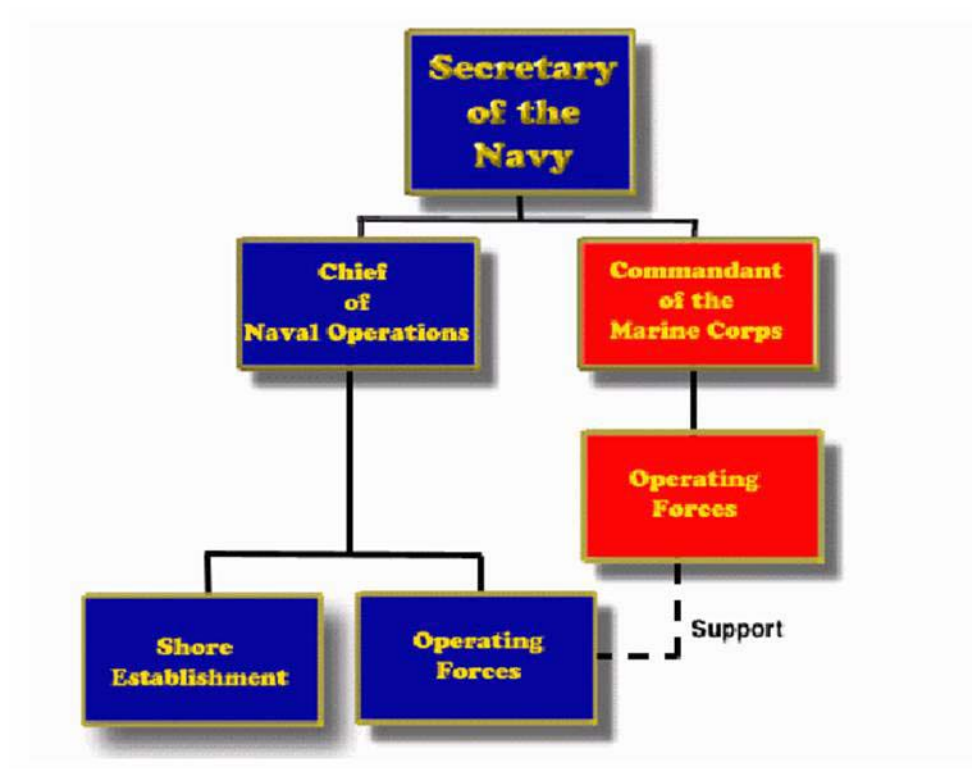 Secretary
of the
Navy
Chief
of
Naval Operations
Commandant
of the
Marine Corps
Operating
Forces
Shore
Establishment
Operating
Forces
Support